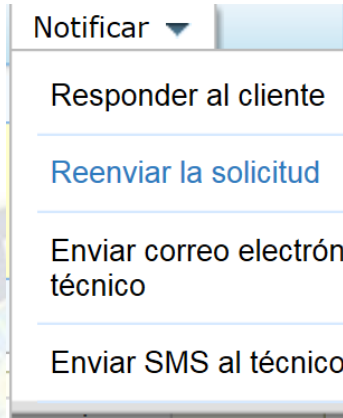 Notificar
Responder al cliente
Reenviar la solicitud
Enviar correo electrón
técnico
Enviar SMS al técnico